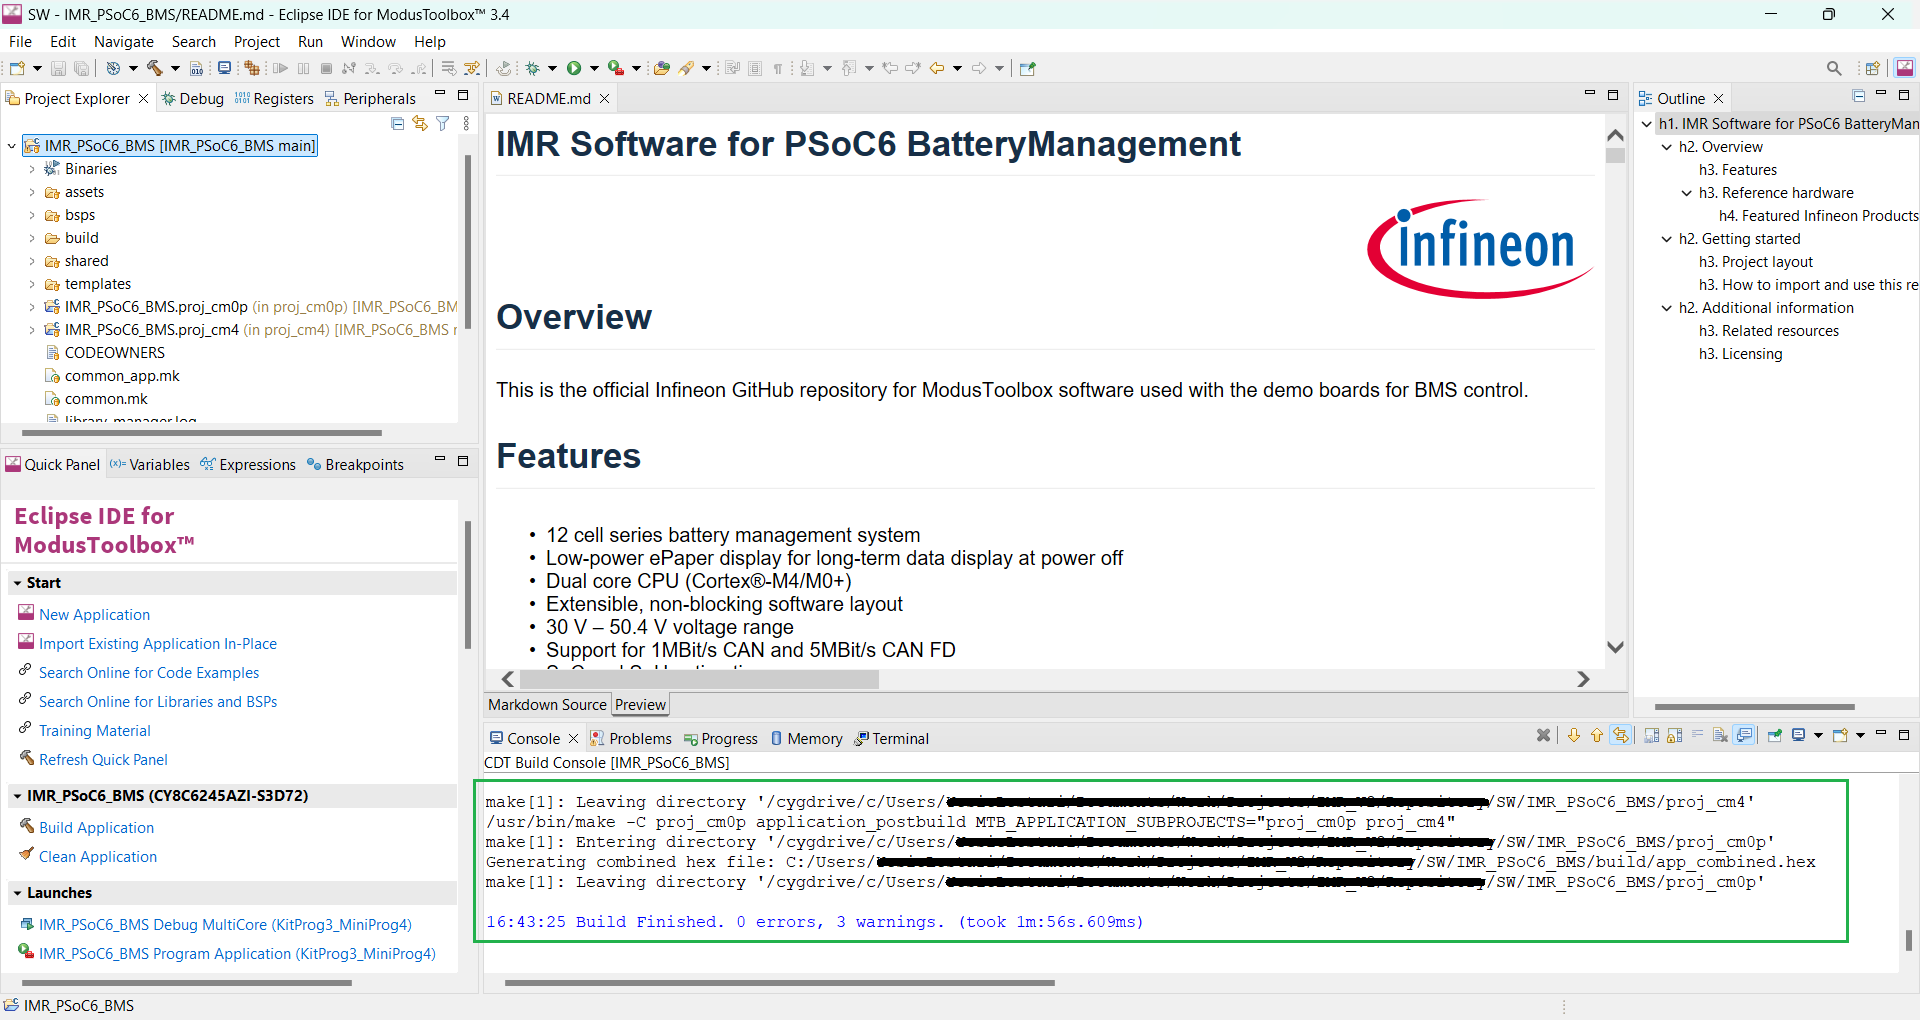 SW - IMR_PSoC6_BMS/README.md - Eclipse IDE for ModusToolbox™ 3.4
File Edit Navigate Search Project Run Window Help
Project Explorer Debug Registers Peripherals
IMR_PSoC6_BMS [IMR_PSoC6_BMS main]
Binaries
assets
bsps
build
shared
templates
IMR_PSoC6_BMS.proj_cm0p (in proj_cm0p) [IMR_PSoC6_BM
IMR_PSoC6_BMS.proj_cm4 (in proj_cm4) [IMR_PSoC6_BMS
CODEOWNERS
common_app.mk
common.mk
library_manager.log
Quick Panel Variables Expressions Breakpoints
Eclipse IDE for
ModusToolbox™
Start
New Application
Import Existing Application In-Place
Search Online for Code Examples
Search Online for Libraries and BSPs
Training Material
Refresh Quick Panel
IMR_PSoC6_BMS (CY8C6245AZI-S3D72)
Build Application
Clean Application
Launches
IMR_PSoC6_BMS Debug MultiCore (KitProg3_MiniProg4)
IMR_PSoC6_BMS Program Application (KitProg3_MiniProg4)
README.md
IMR Software for PSoC6 BatteryManagement
infineon
Overview
This is the official Infineon GitHub repository for ModusToolbox software used with the demo boards for BMS control.
Features
• 12 cell series battery management system
• Low-power ePaper display for long-term data display at power off
• Dual core CPU (Cortex®-M4/M0+)
• Extensible, non-blocking software layout
• 30 V – 50.4 V voltage range
• Support for 1MBit/s CAN and 5MBit/s CAN FD
Markdown Source Preview
Outline
h1. IMR Software for PSoC6 BatteryMan
h2. Overview
h3. Features
h3. Reference hardware
h4. Featured Infineon Products
h2. Getting started
h3. Project layout
h3. How to import and use this re
h2. Additional information
h3. Related resources
h3. Licensing
Console Problems Progress Memory Terminal
CDT Build Console [IMR_PSoC6_BMS]
make[1]: Leaving directory '/cygdrive/c/Users/ /SW/IMR_PSoC6_BMS/proj_cm4'
/usr/bin/make -C proj_cm0p application_postbuild MTB_APPLICATION_SUBPROJECTS="proj_cm0p proj_cm4"
make[1]: Entering directory '/cygdrive/c/Users/ /SW/IMR_PSoC6_BMS/proj_cm0p'
Generating combined hex file: C:/Users/ /SW/IMR_PSoC6_BMS/build/app_combined.hex
make[1]: Leaving directory '/cygdrive/c/Users/ /SW/IMR_PSoC6_BMS/proj_cm0p'
16:43:25 Build Finished. 0 errors, 3 warnings. (took 1m:56s.609ms)
IMR_PSoC6_BMS